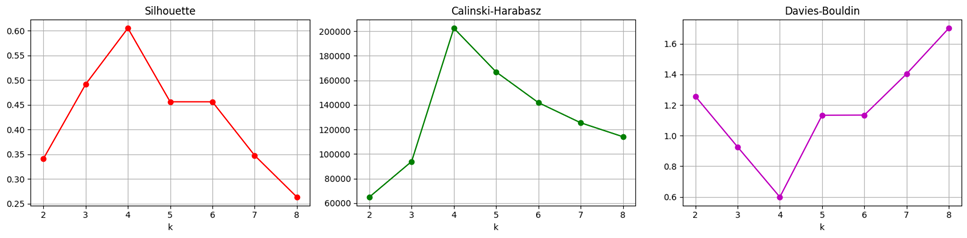 Silhouette
0.60
0.55
0.50
0.45
0.40
0.35
0.30
0.25
2 3 4 5 6 7 8
k
Calinski-Harabasz
200000
180000
160000
140000
120000
100000
80000
60000
2 3 4 5 6 7 8
k
Davies-Bouldin
1.6
1.4
1.2
1.0
0.8
0.6
2 3 4 5 6 7 8
k